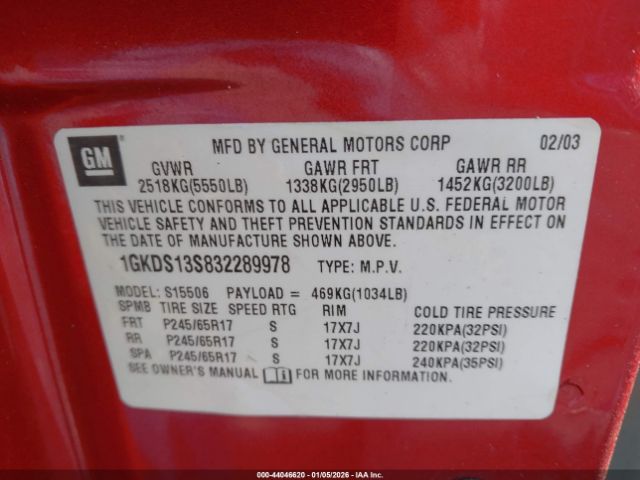 GM
MFD BY GENERAL MOTORS CORP 02/03
GVWR GAWR FRT GAWR RR
2518KG(5550LB) 1338KG(2950LB) 1452KG(3200LB)
THIS VEHICLE CONFORMS TO ALL APPLICABLE U.S. FEDERAL MOTOR
VEHICLE SAFETY AND THEFT PREVENTION STANDARDS IN EFFECT ON
THE DATE OF MANUFACTURE SHOWN ABOVE.
1GKDS13S832289978 TYPE: M.P.V.
MODEL: S15506 PAYLOAD = 469KG(1034LB)
SPMB TIRE SIZE SPEED RTG RIM COLD TIRE PRESSURE
FRT P245/65R17 S 17X7J 220KPA(32PSI)
RR P245/65R17 S 17X7J 220KPA(32PSI)
SPA P245/65R17 S 17X7J 240KPA(35PSI)
SEE OWNER'S MANUAL FOR MORE INFORMATION.
000-44046620 - 01/05/2026 - IAA Inc.